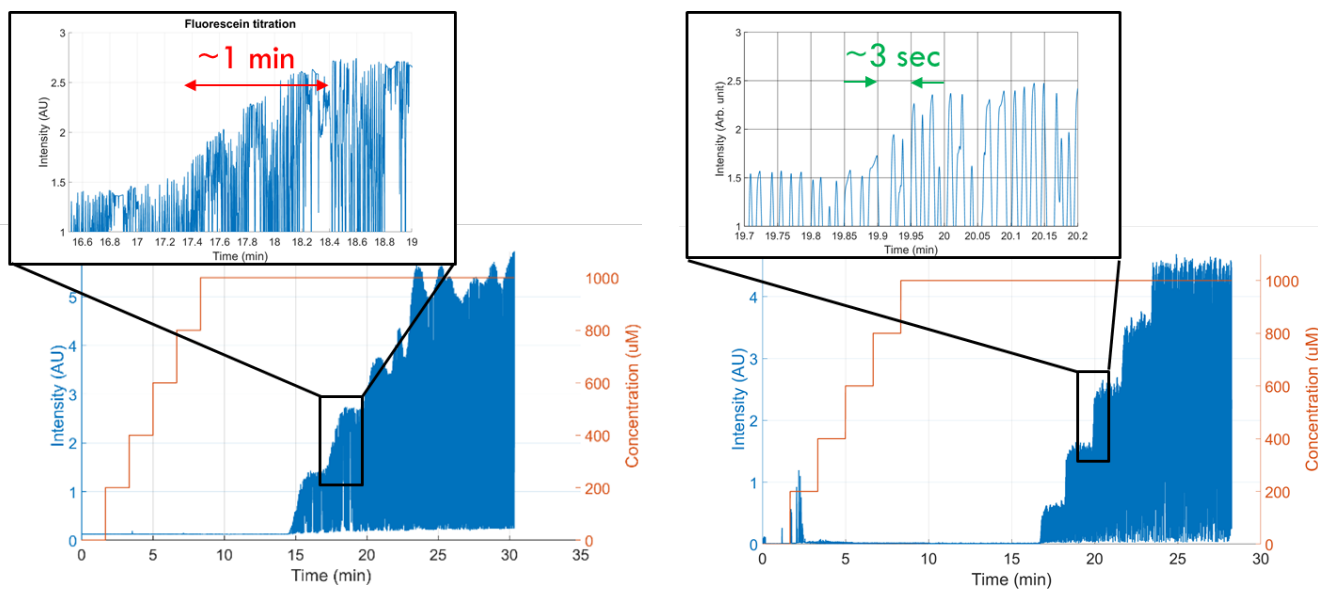 Fluorescein titration
~1 min
Intensity (AU)
3
2.5
2
1.5
1
16.6 16.8 17 17.2 17.4 17.6 17.8 18 18.2 18.4 18.6 18.8 19
Time (min)
Intensity (AU)
5
4
3
2
1
0
0 5 10 15 20 25 30 35
Time (min)
1000
800
600
400
200
0
Concentration (uM)
~3 sec
Intensity (Arb. unit)
3
2.5
2
1.5
1
19.7 19.75 19.8 19.85 19.9 19.95 20 20.05 20.1 20.15 20.2
Time (min)
Intensity (AU)
4
3
2
1
0
0 5 10 15 20 25 30
Time (min)
1000
800
600
400
200
0
Concentration (uM)